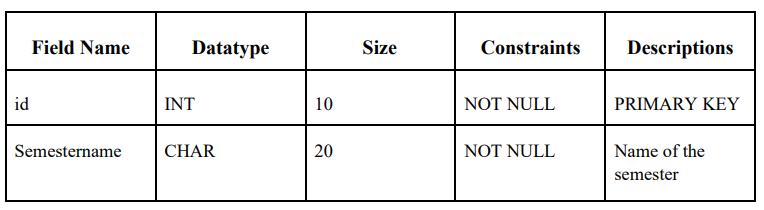 Field Name Datatype Size Constraints Descriptions
id INT 10 NOT NULL PRIMARY KEY
Semestername CHAR 20 NOT NULL Name of the
semester